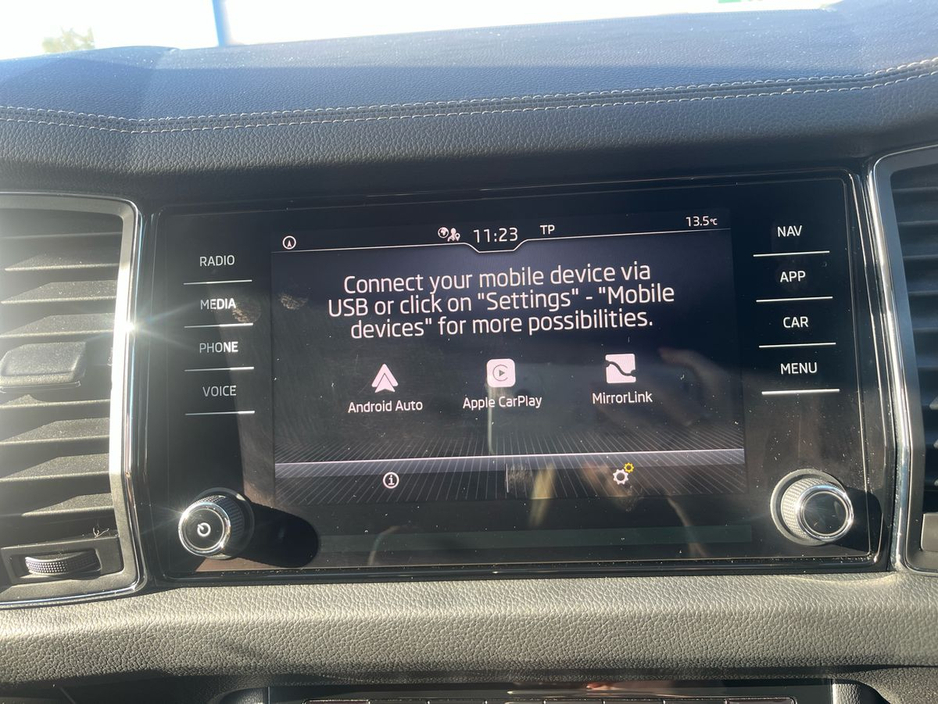 11:23 TP 13.5°C
RADIO
MEDIA
PHONE
VOICE
Connect your mobile device via
USB or click on "Settings" - "Mobile
devices" for more possibilities.
Android Auto Apple CarPlay MirrorLink
NAV
APP
CAR
MENU